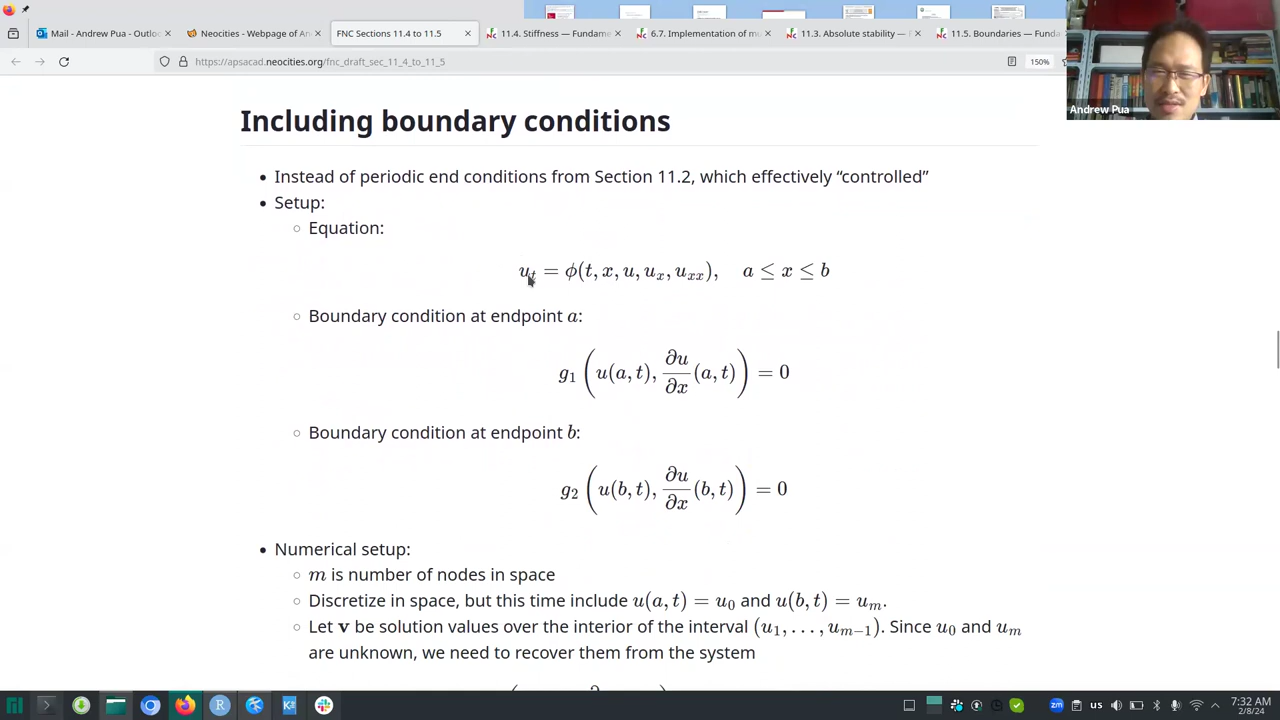 Mail - Andrew Pua - Outloo
Neocities - Webpage of An
FNC Sections 11.4 to 11.5
11.4. Stiffness — Fundame
6.7. Implementation of mu
11.3. Absolute stability —
11.5. Boundaries — Funda
https://apsacad.neocities.org/fnc_draft_sec_11_4_to_11_5
150%
Andrew Pua
Including boundary conditions
• Instead of periodic end conditions from Section 11.2, which effectively “controlled”
• Setup:
◦ Equation:
u_t = ϕ(t, x, u, u_x, u_xx), a ≤ x ≤ b
◦ Boundary condition at endpoint a:
g_1 ( u(a, t), ∂u/∂x (a, t) ) = 0
◦ Boundary condition at endpoint b:
g_2 ( u(b, t), ∂u/∂x (b, t) ) = 0
• Numerical setup:
◦ m is number of nodes in space
◦ Discretize in space, but this time include u(a, t) = u_0 and u(b, t) = u_m.
◦ Let v be solution values over the interior of the interval (u_1, . . . , u_{m−1}). Since u_0 and u_m
are unknown, we need to recover them from the system
us
7:32 AM
2/8/24